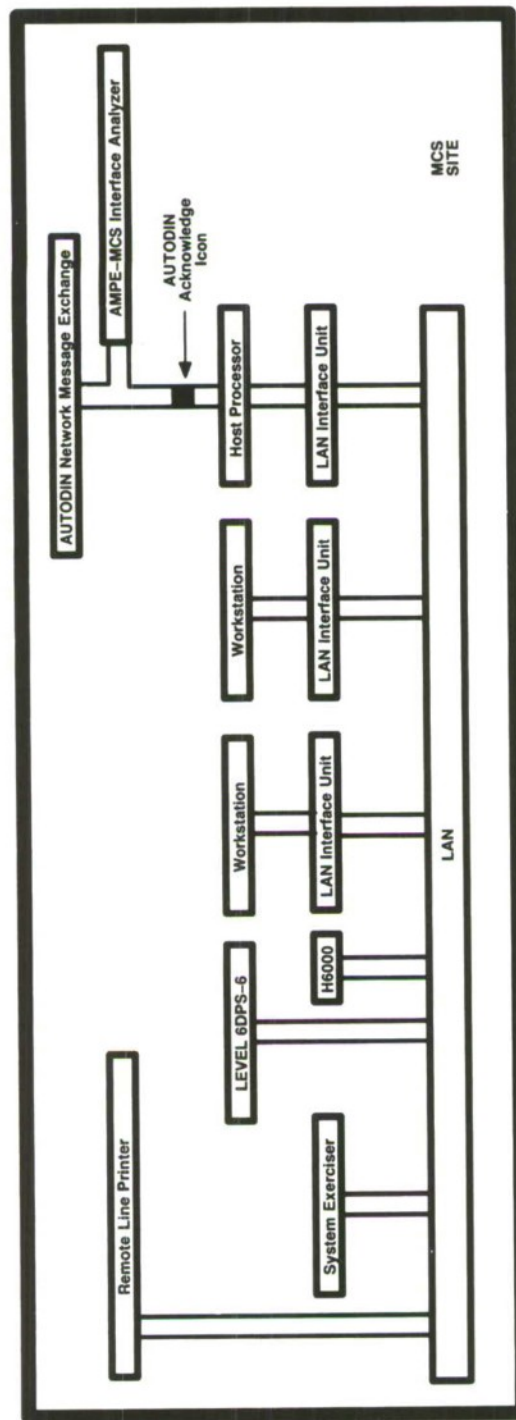 AUTODIN Network Message Exchange
AMPE-MCS Interface Analyzer
Remote Line Printer
AUTODIN
Acknowledge
Icon
LEVEL 6DPS-6
Workstation
Workstation
Host Processor
System Exerciser
H6000
LAN Interface Unit
LAN Interface Unit
LAN Interface Unit
LAN
MCS
SITE